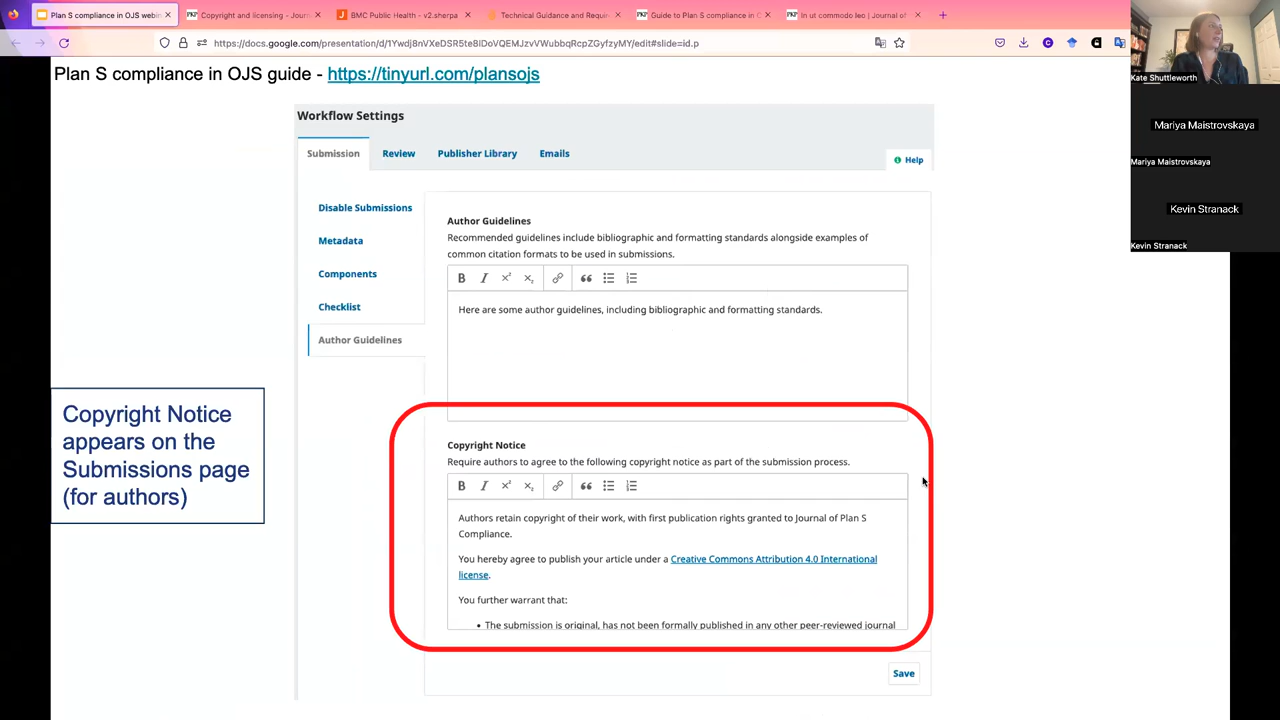 Plan S compliance in OJS webin
Copyright and licensing - Journ
BMC Public Health - v2.sherpa
Technical Guidance and Require
Guide to Plan S compliance in O
In ut commodo leo | Journal of
https://docs.google.com/presentation/d/1Ywdj8nVXeDSR5te8IDoVQEMJzvVWubbqRcpZGyfzyMY/edit#slide=id.p
Kate Shuttleworth
Mariya Maistrovskaya
Mariya Maistrovskaya
Kevin Stranack
Kevin Stranack
Plan S compliance in OJS guide - https://tinyurl.com/plansojs
Workflow Settings
Submission
Review
Publisher Library
Emails
Help
Disable Submissions
Metadata
Components
Checklist
Author Guidelines
Author Guidelines
Recommended guidelines include bibliographic and formatting standards alongside examples of
common citation formats to be used in submissions.
Here are some author guidelines, including bibliographic and formatting standards.
Copyright Notice
appears on the
Submissions page
(for authors)
Copyright Notice
Require authors to agree to the following copyright notice as part of the submission process.
Authors retain copyright of their work, with first publication rights granted to Journal of Plan S
Compliance.
You hereby agree to publish your article under a Creative Commons Attribution 4.0 International
license.
You further warrant that:
• The submission is original, has not been formally published in any other peer-reviewed journal
Save